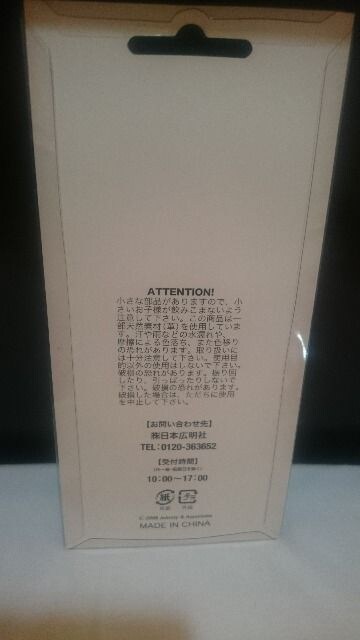 ATTENTION!
小さな部品がありますので、小
さいお子様が飲みこまないよう
注意して下さい。この商品は一
部天然素材(革)を使用していま
す。汗や雨などの水濡れや、
摩擦による色落ち、また色移り
の恐れがあります。取り扱いに
は十分注意して下さい。使用目
的以外の使用はしないで下さい。
破損の恐れがあります。振り回
したり、引っぱったりしないで
下さい。破損の恐れがあります。
破損した場合は、ただちに使用
を中止して下さい。
【お問い合わせ先】
㈱日本広明社
TEL:0120-363652
【受付時間】
10:00〜17:00
紙
プラ
MADE IN CHINA